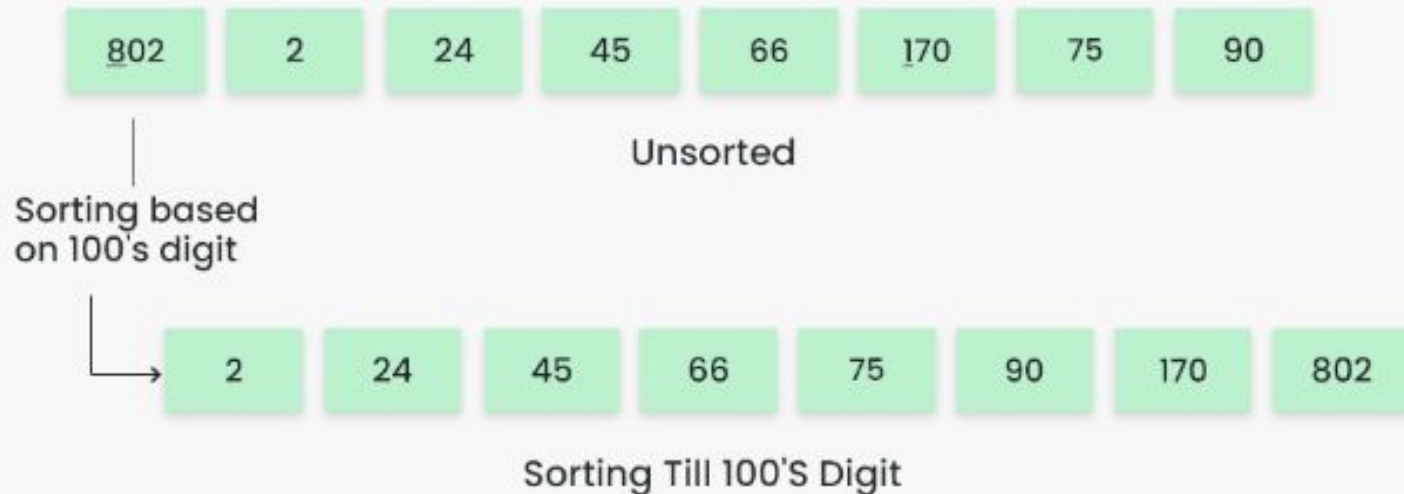 802 2 24 45 66 170 75 90
Unsorted
Sorting based
on 100's digit
2 24 45 66 75 90 170 802
Sorting Till 100'S Digit